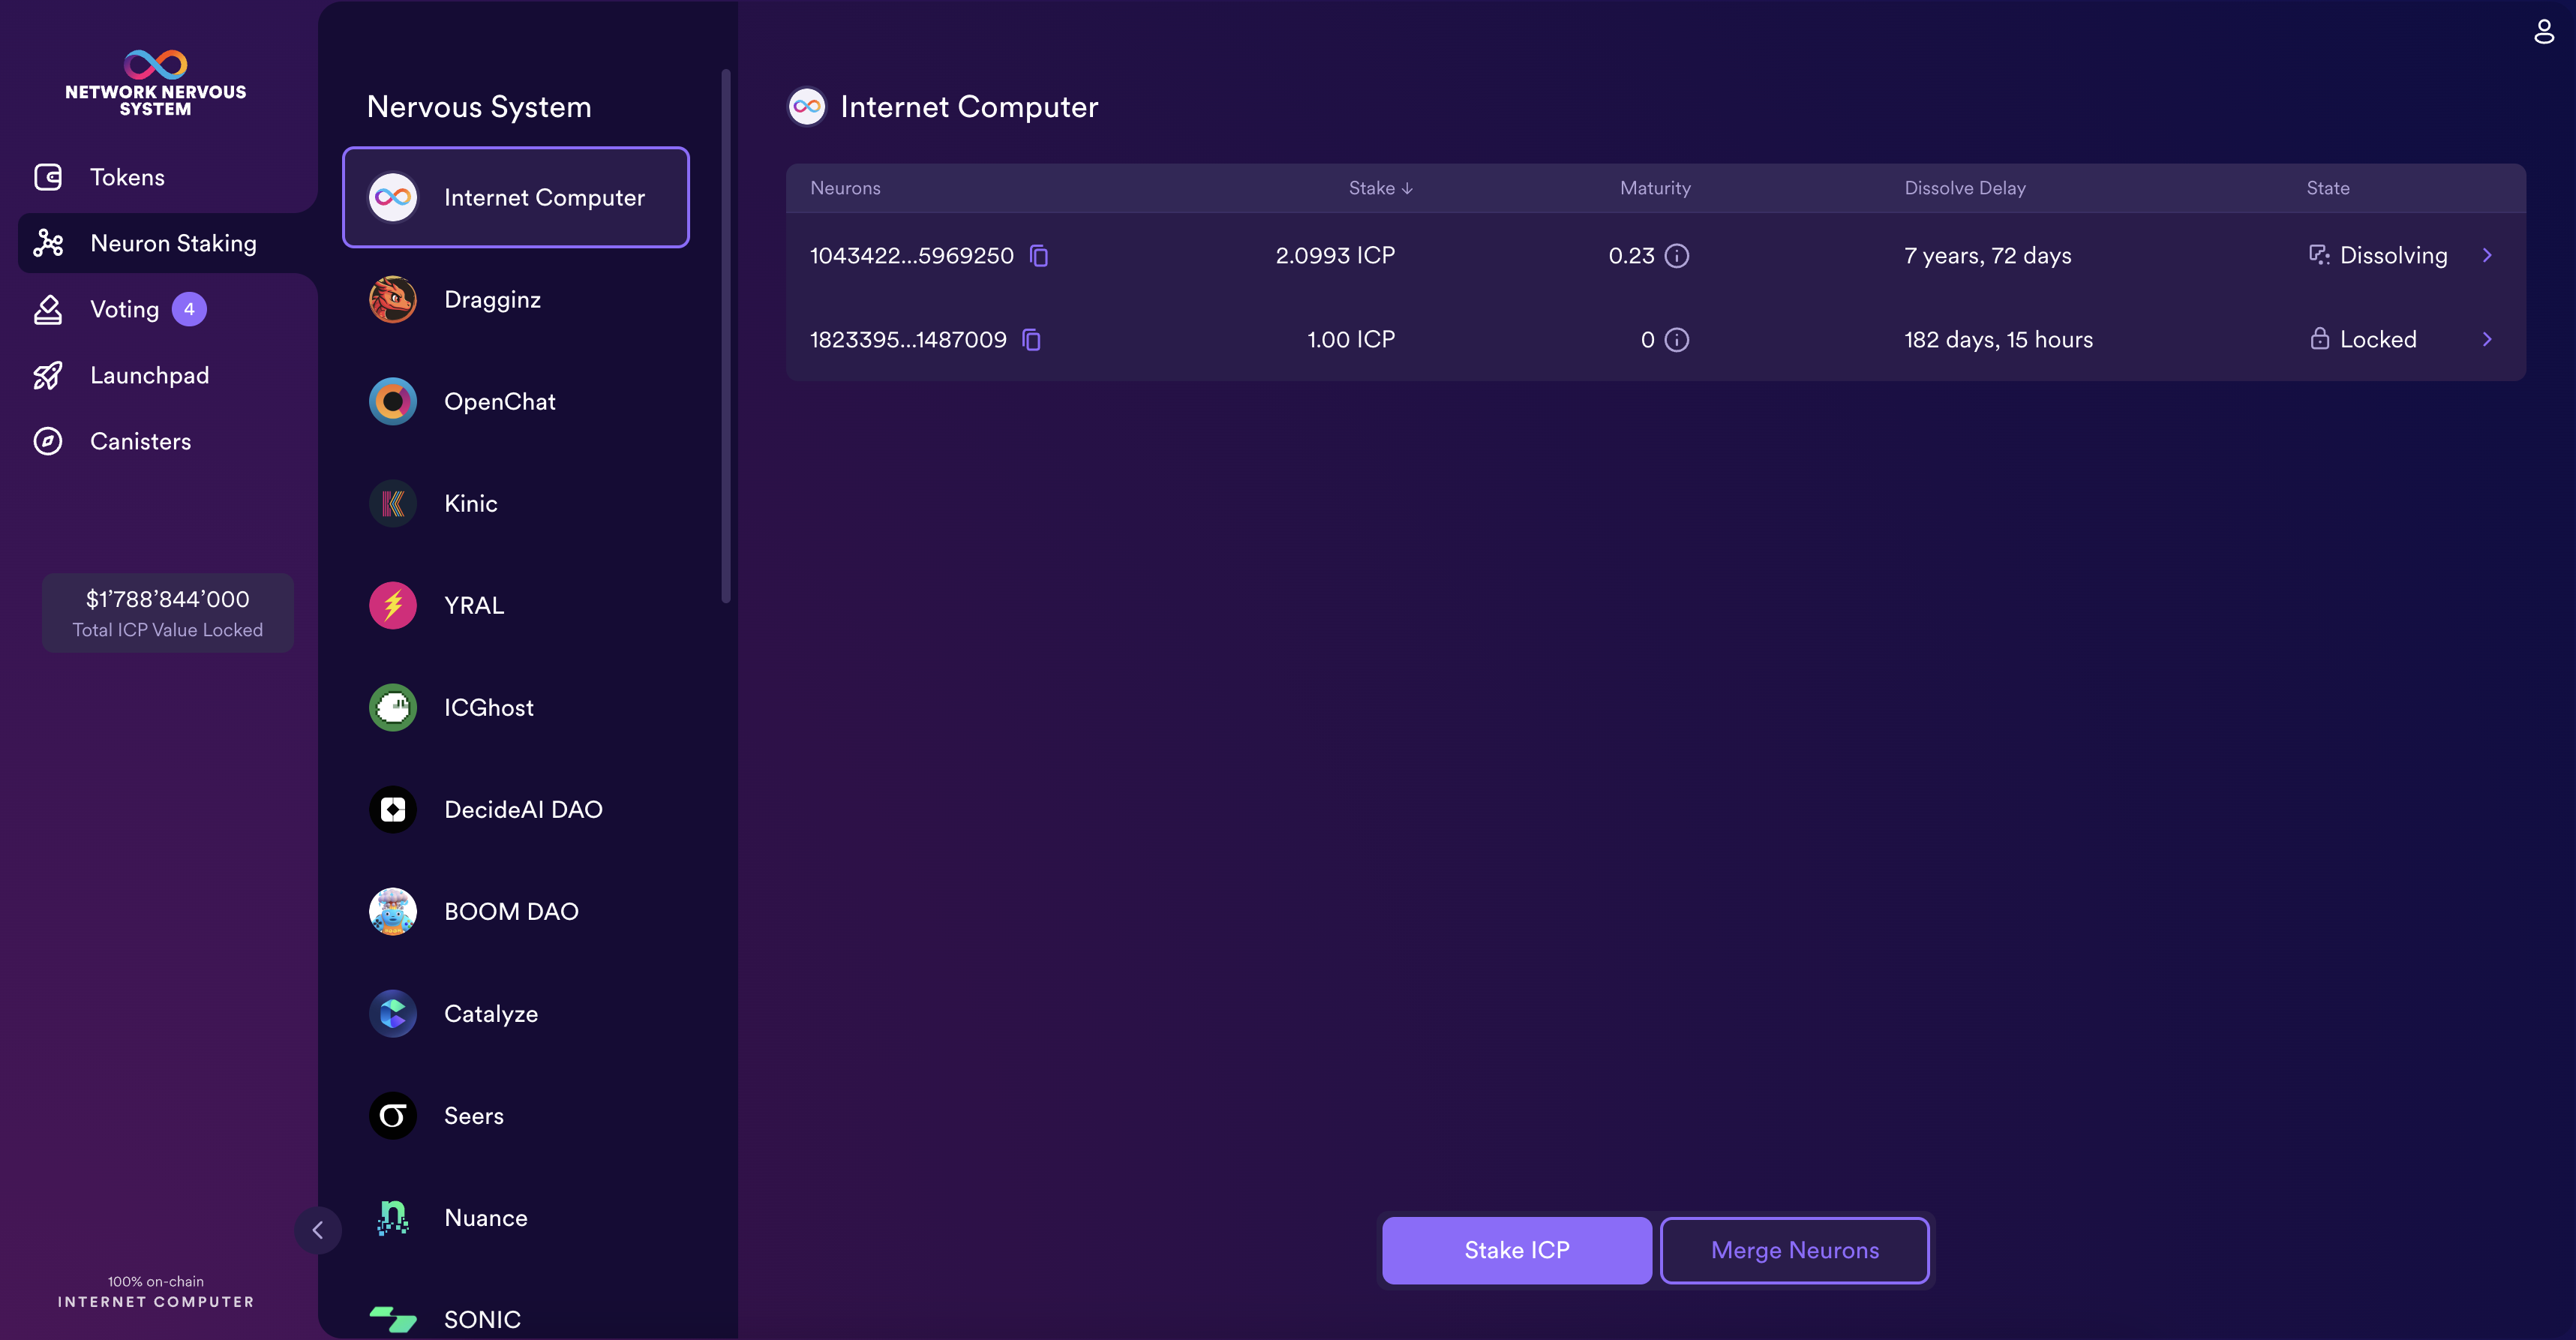 NETWORK NERVOUS
SYSTEM
Tokens
Neuron Staking
Voting 4
Launchpad
Canisters
$1’788’844’000
Total ICP Value Locked
100% on-chain
INTERNET COMPUTER
Nervous System
Internet Computer
Dragginz
OpenChat
Kinic
YRAL
ICGhost
DecideAI DAO
BOOM DAO
Catalyze
Seers
Nuance
SONIC
Internet Computer
Neurons Stake ↓ Maturity Dissolve Delay State
1043422...5969250 2.0993 ICP 0.23 7 years, 72 days Dissolving
1823395...1487009 1.00 ICP 0 182 days, 15 hours Locked
Stake ICP Merge Neurons